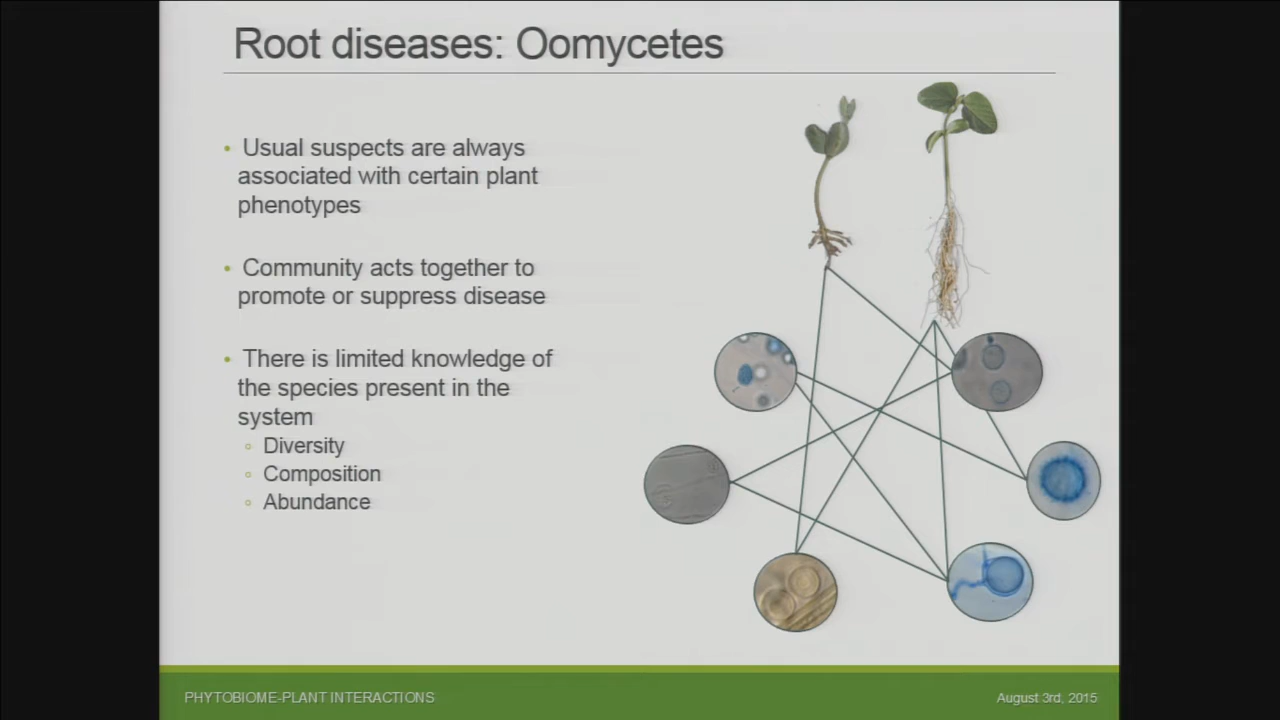 Root diseases: Oomycetes
• Usual suspects are always
associated with certain plant
phenotypes
• Community acts together to
promote or suppress disease
• There is limited knowledge of
the species present in the
system
◦ Diversity
◦ Composition
◦ Abundance
PHYTOBIOME-PLANT INTERACTIONS
August 3rd, 2015